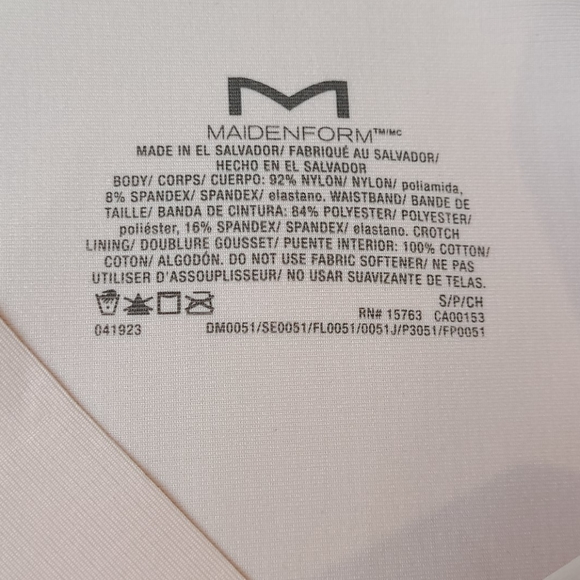 MAIDENFORM™/MC
MADE IN EL SALVADOR/ FABRIQUÉ AU SALVADOR/
HECHO EN EL SALVADOR
BODY/ CORPS/ CUERPO: 92% NYLON/ NYLON/ poliamida,
8% SPANDEX/ SPANDEX/ elastano. WAISTBAND/ BANDE DE
TAILLE/ BANDA DE CINTURA: 84% POLYESTER/ POLYESTER/
poliéster, 16% SPANDEX/ SPANDEX/ elastano. CROTCH
LINING/ DOUBLURE GOUSSET/ PUENTE INTERIOR: 100% COTTON/
COTON/ ALGODÓN. DO NOT USE FABRIC SOFTENER/ NE PAS
UTILISER D'ASSOUPLISSEUR/ NO USAR SUAVIZANTE DE TELAS.
S/P/CH
RN# 15763 CA00153
041923 DM0051/SE0051/FL0051/0051J/P3051/FP0051